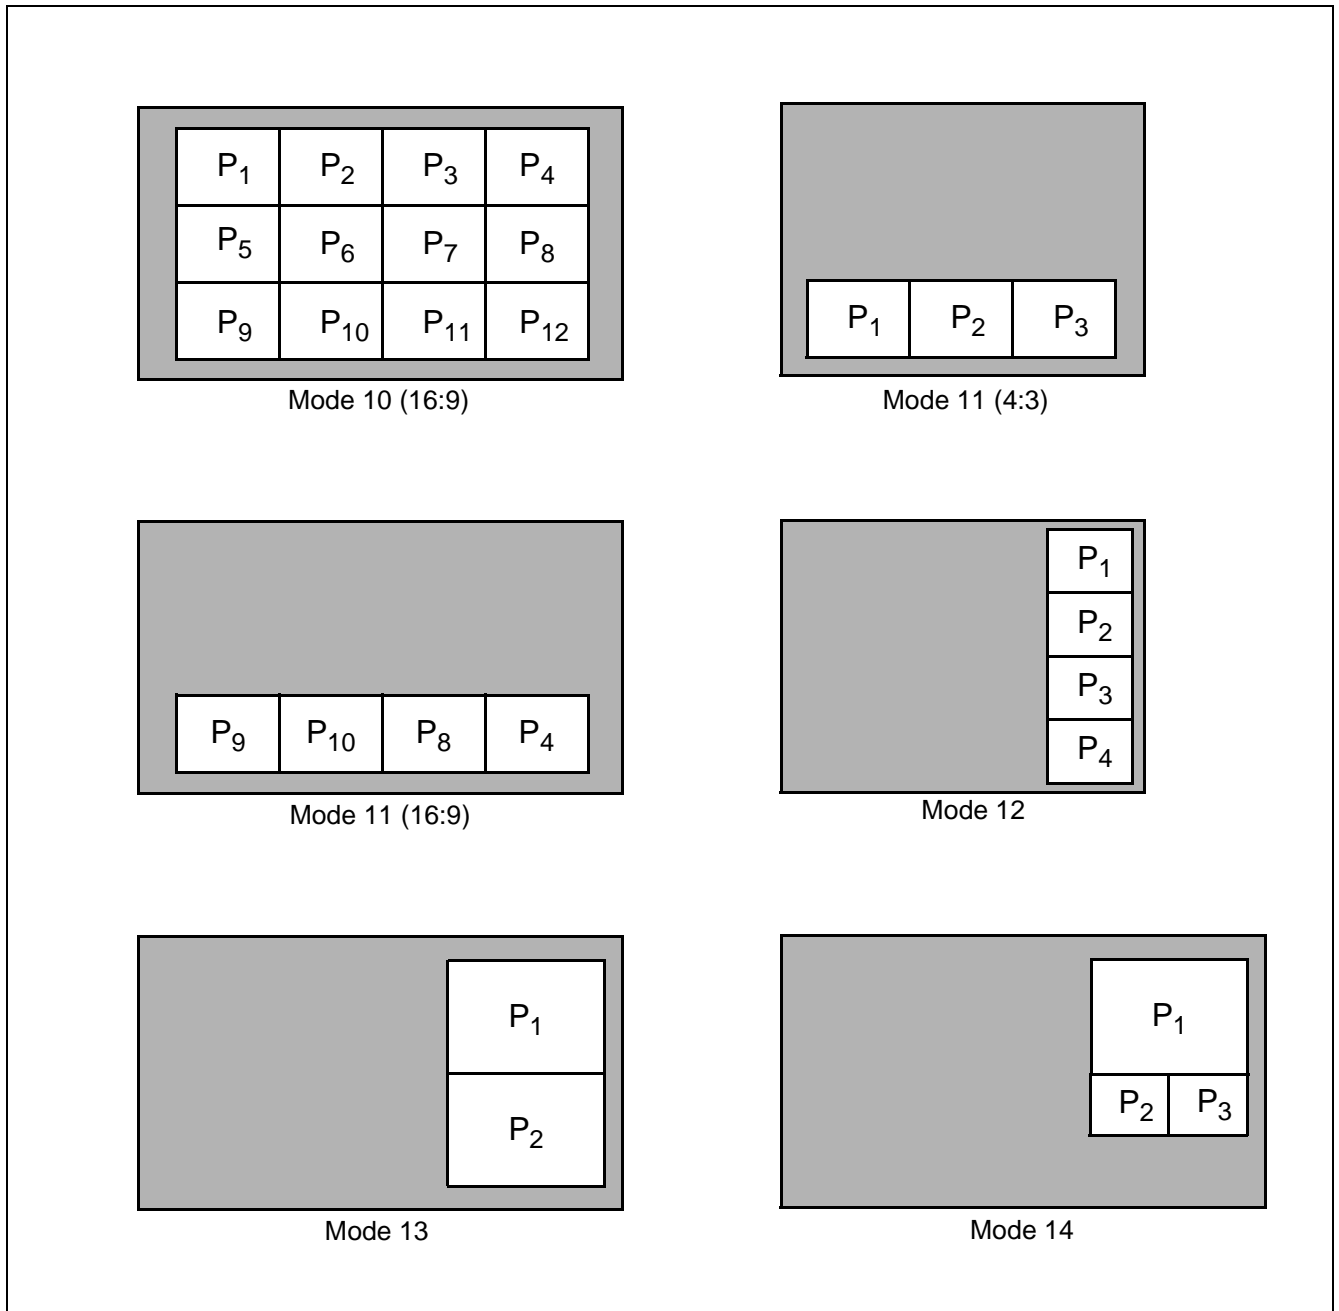 P1 P2 P3 P4
P5 P6 P7 P8
P9 P10 P11 P12
Mode 10 (16:9)
P1 P2 P3
Mode 11 (4:3)
P9 P10 P8 P4
Mode 11 (16:9)
P1
P2
P3
P4
Mode 12
P1
P2
Mode 13
P1
P2 P3
Mode 14